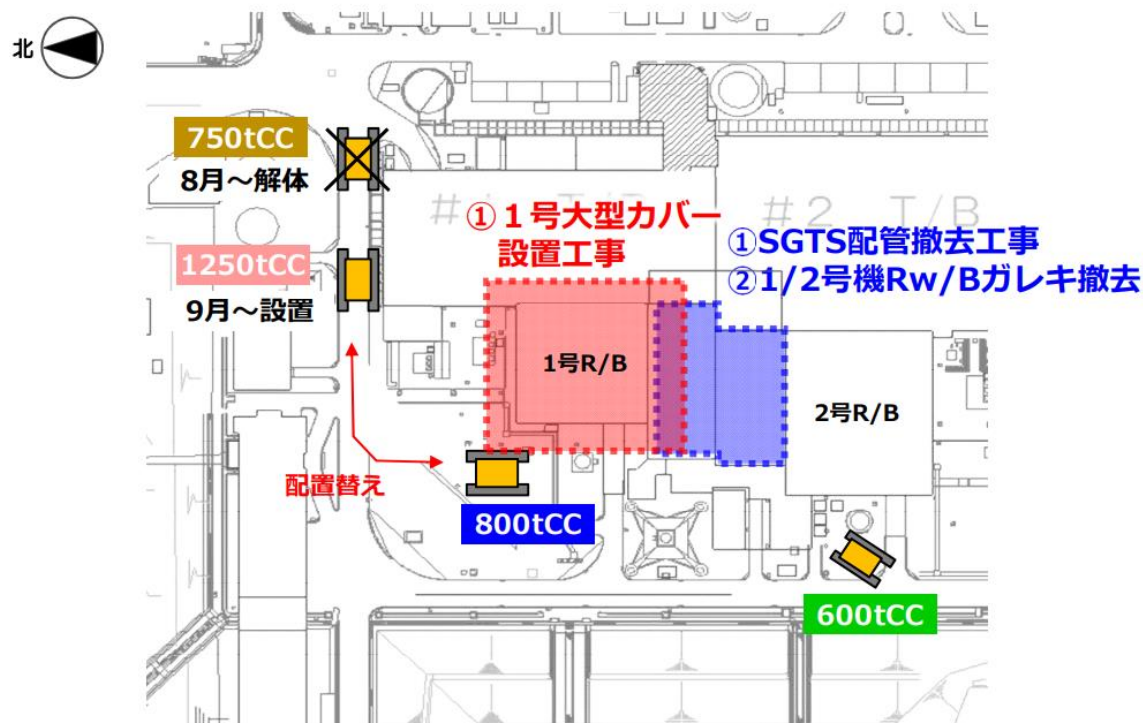 北
750tCC
8月～解体
1250tCC
9月～設置
①１号大型カバー
設置工事
#２ T/B
①SGTS配管撤去工事
②1/2号機Rw/Bガレキ撤去
1号R/B
2号R/B
配置替え
800tCC
600tCC